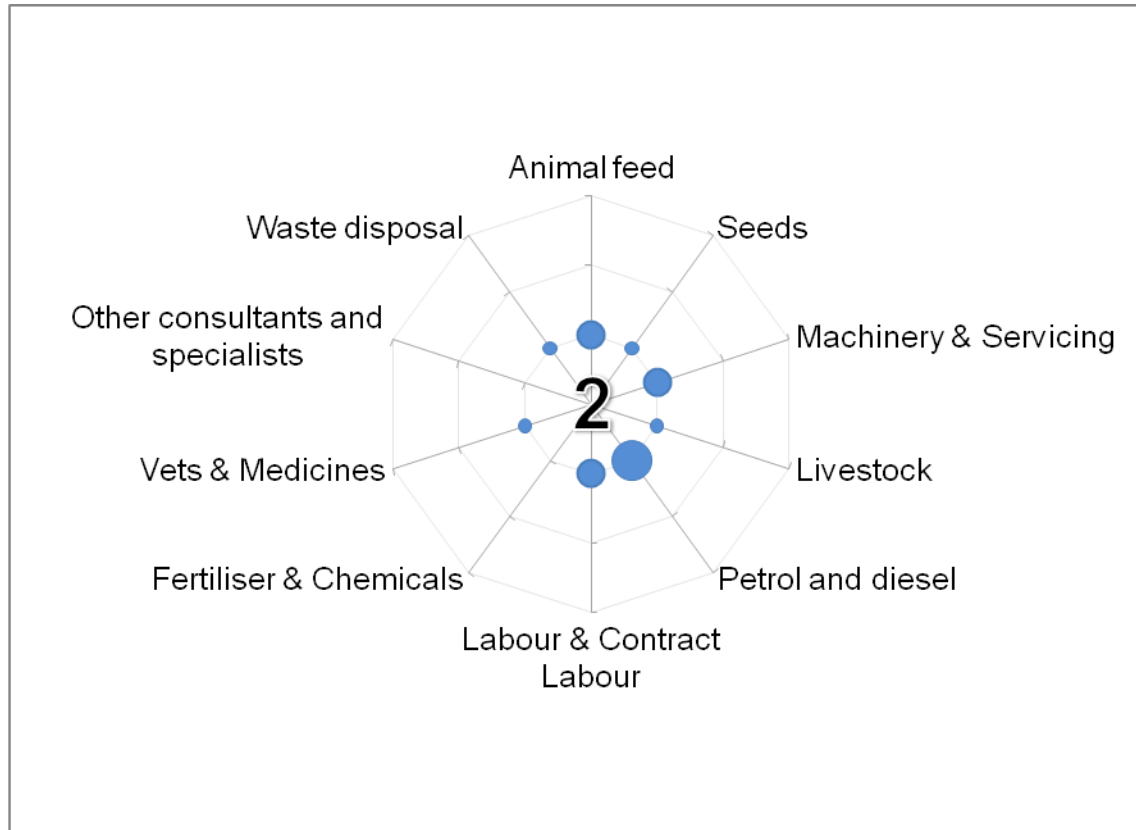 Animal feed
Waste disposal
Seeds
Other consultants and
specialists
Machinery & Servicing
2
Vets & Medicines
Livestock
Fertiliser & Chemicals
Petrol and diesel
Labour & Contract
Labour